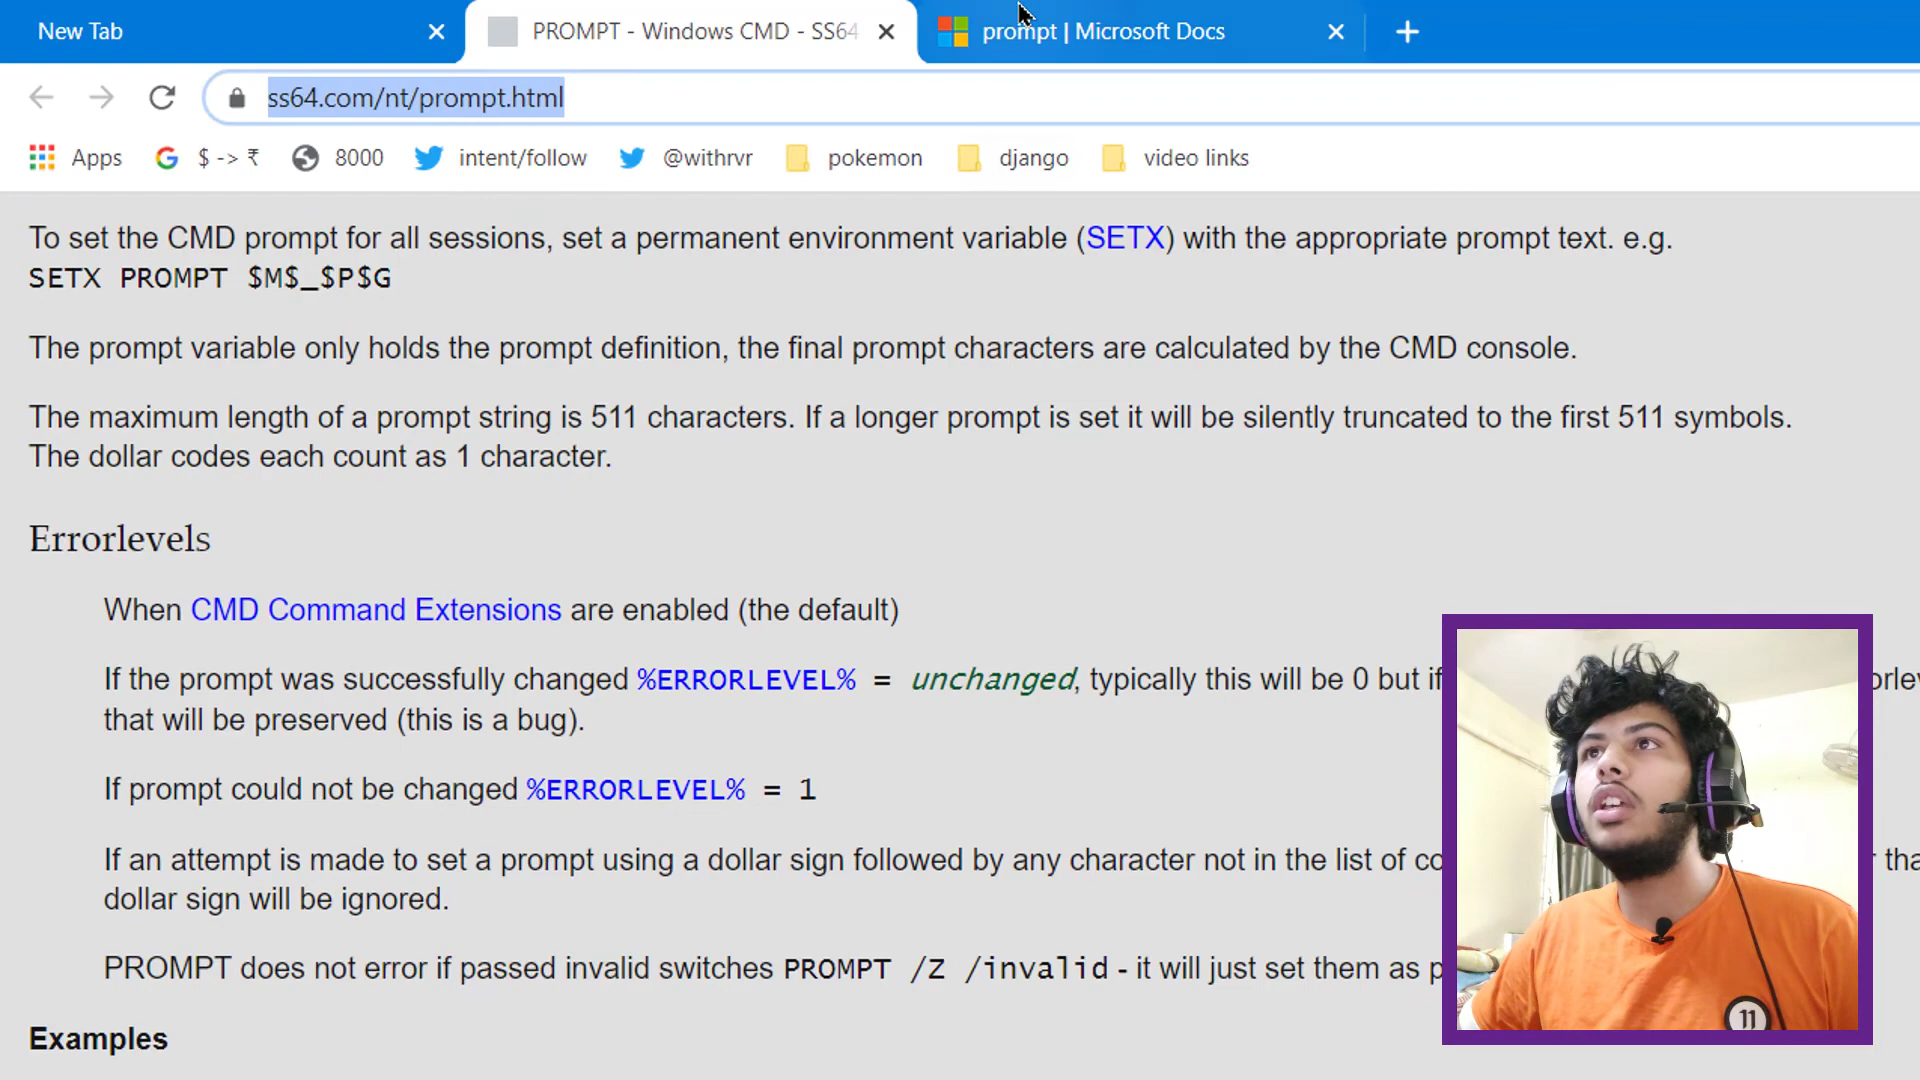 New Tab
PROMPT - Windows CMD - SS64
prompt | Microsoft Docs
ss64.com/nt/prompt.html
Apps
$ -> ₹
8000
intent/follow
@withrvr
pokemon
django
video links
To set the CMD prompt for all sessions, set a permanent environment variable (SETX) with the appropriate prompt text. e.g.
SETX PROMPT $M$_$P$G
The prompt variable only holds the prompt definition, the final prompt characters are calculated by the CMD console.
The maximum length of a prompt string is 511 characters. If a longer prompt is set it will be silently truncated to the first 511 symbols.
The dollar codes each count as 1 character.
Errorlevels
When CMD Command Extensions are enabled (the default)
If the prompt was successfully changed %ERRORLEVEL% = unchanged, typically this will be 0 but if
that will be preserved (this is a bug).
If prompt could not be changed %ERRORLEVEL% = 1
If an attempt is made to set a prompt using a dollar sign followed by any character not in the list of
dollar sign will be ignored.
PROMPT does not error if passed invalid switches PROMPT /Z /invalid - it will just set them as
Examples
11